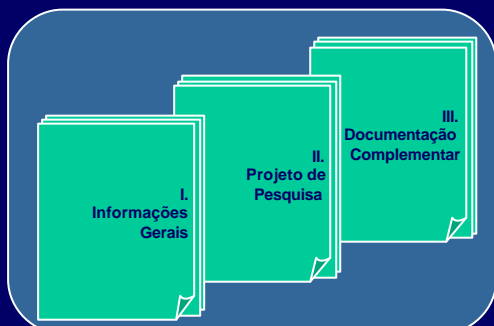 I.
Informações
Gerais
II.
Projeto de
Pesquisa
III.
Documentação
Complementar